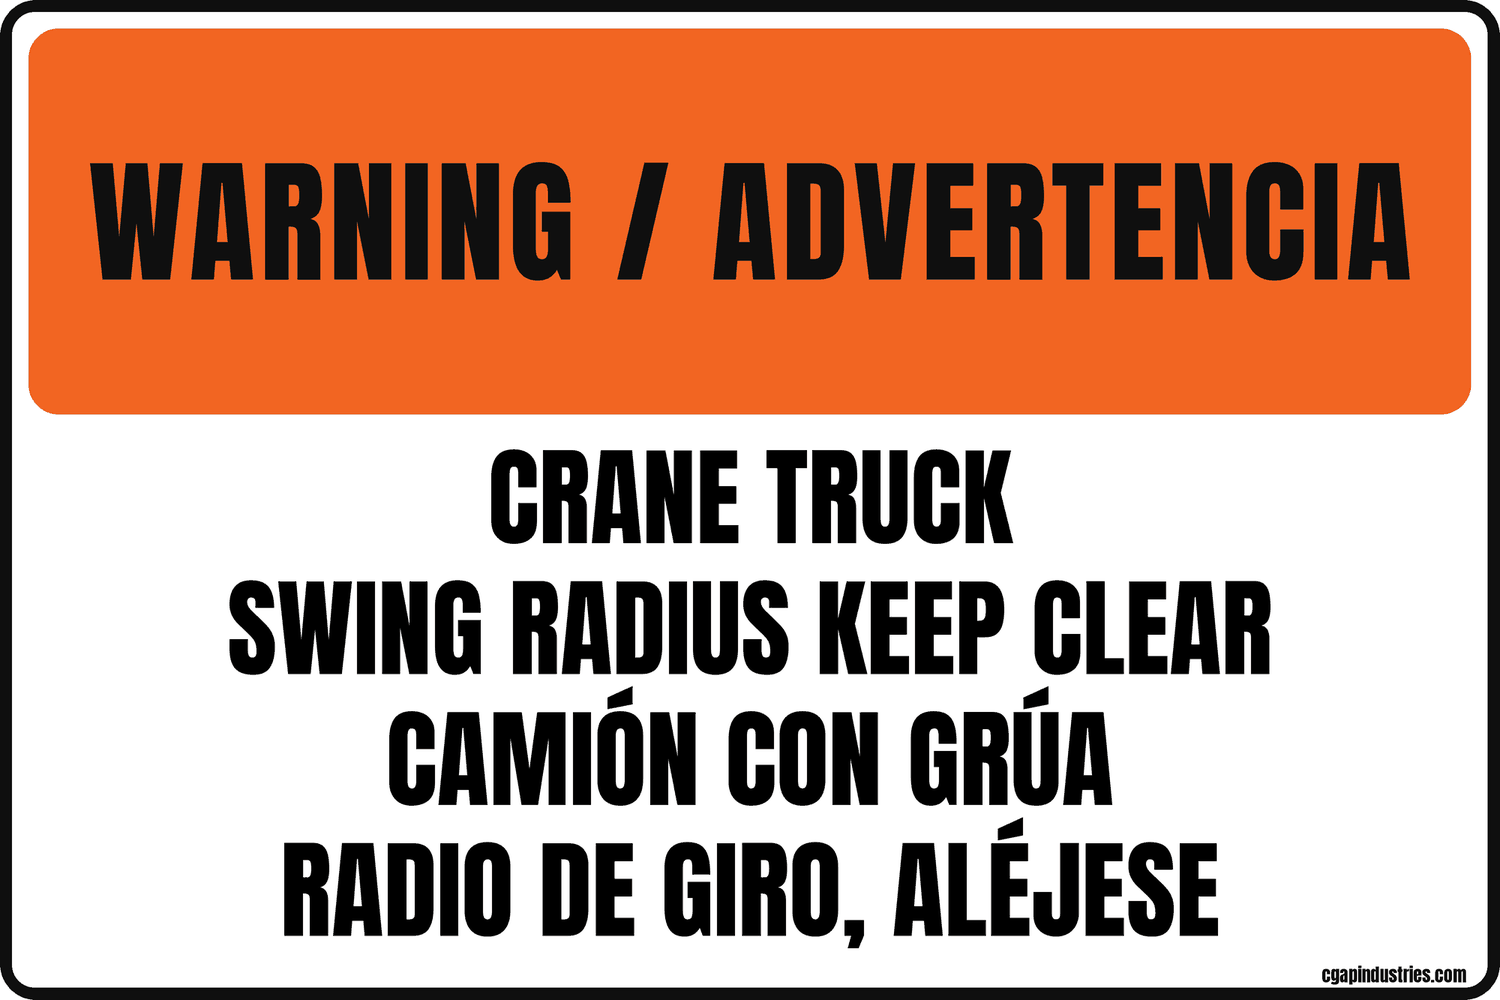 WARNING / ADVERTENCIA
CRANE TRUCK
SWING RADIUS KEEP CLEAR
CAMIÓN CON GRÚA
RADIO DE GIRO, ALÉJESE
cgapindustries.com